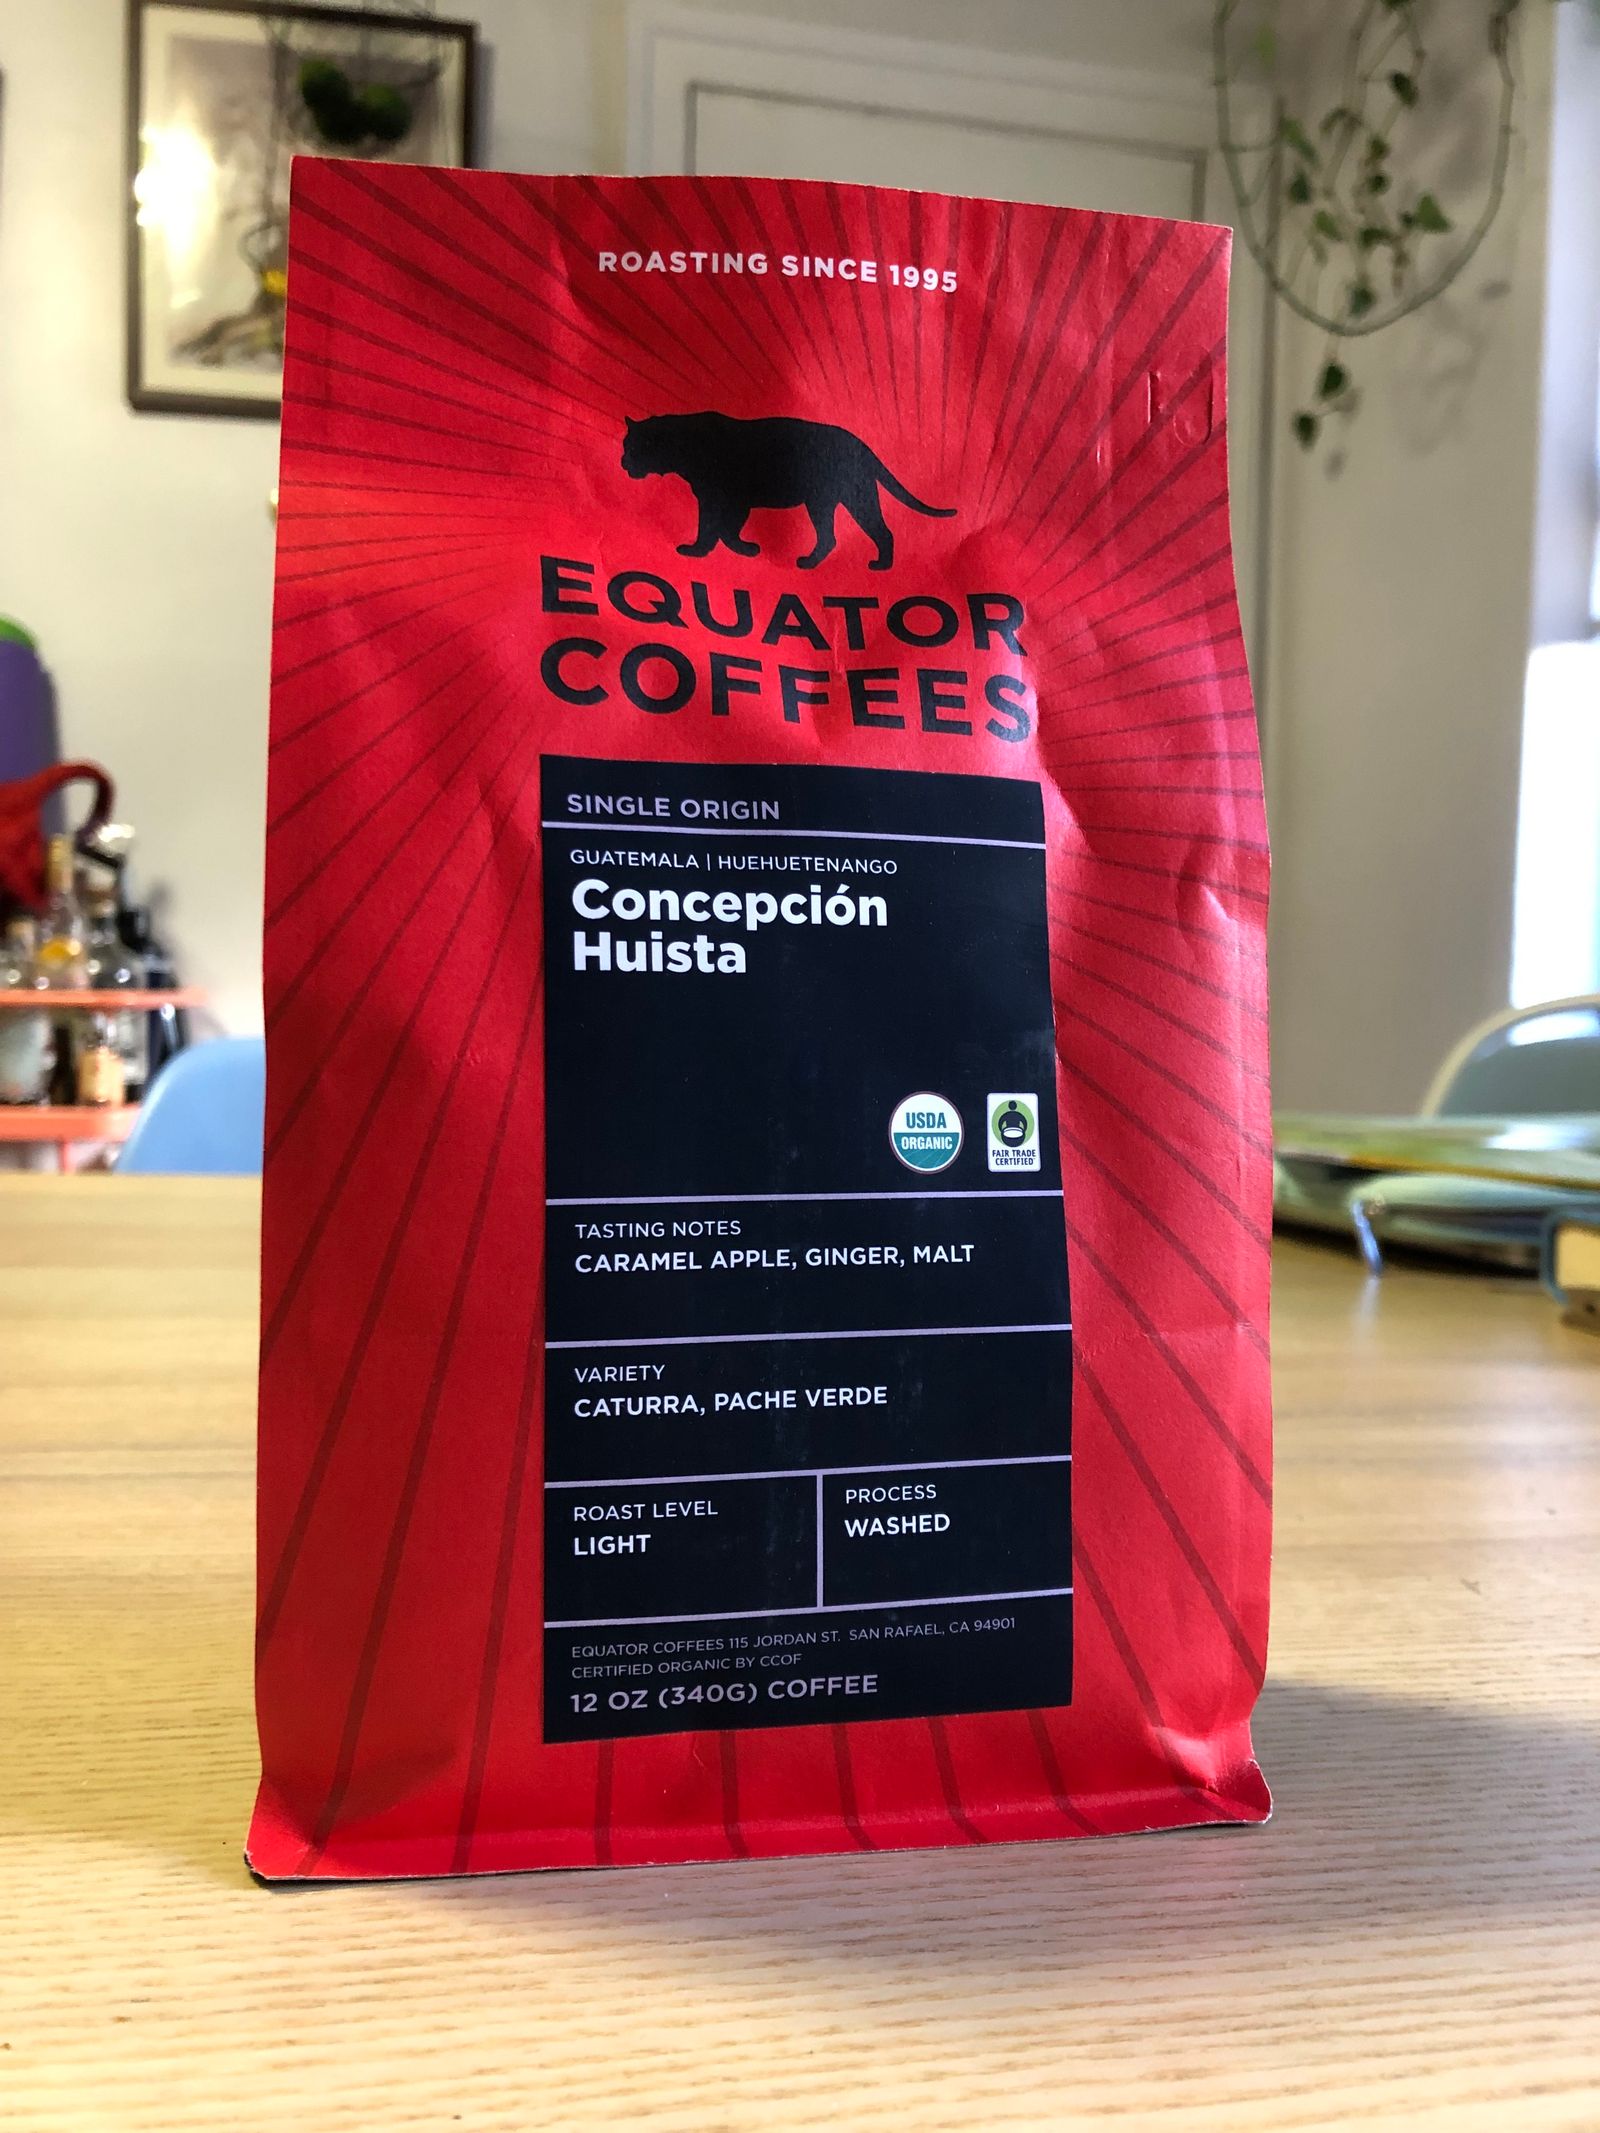 ROASTING SINCE 1995
EQUATOR
COFFEES
SINGLE ORIGIN
GUATEMALA | HUEHUETENANGO
Concepción
Huista
USDA
ORGANIC
FAIR TRADE
CERTIFIED
TASTING NOTES
CARAMEL APPLE, GINGER, MALT
VARIETY
CATURRA, PACHE VERDE
ROAST LEVEL
LIGHT
PROCESS
WASHED
EQUATOR COFFEES 115 JORDAN ST. SAN RAFAEL, CA 94901
CERTIFIED ORGANIC BY CCOF
12 OZ (340G) COFFEE